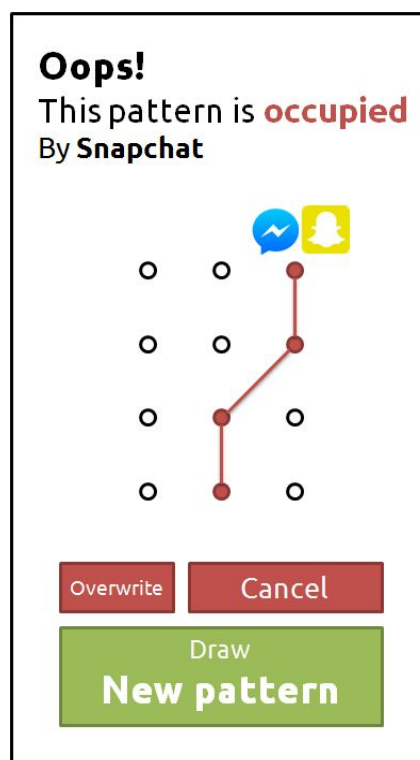 Oops!
This pattern is occupied
By Snapchat
Overwrite
Cancel
Draw
New pattern